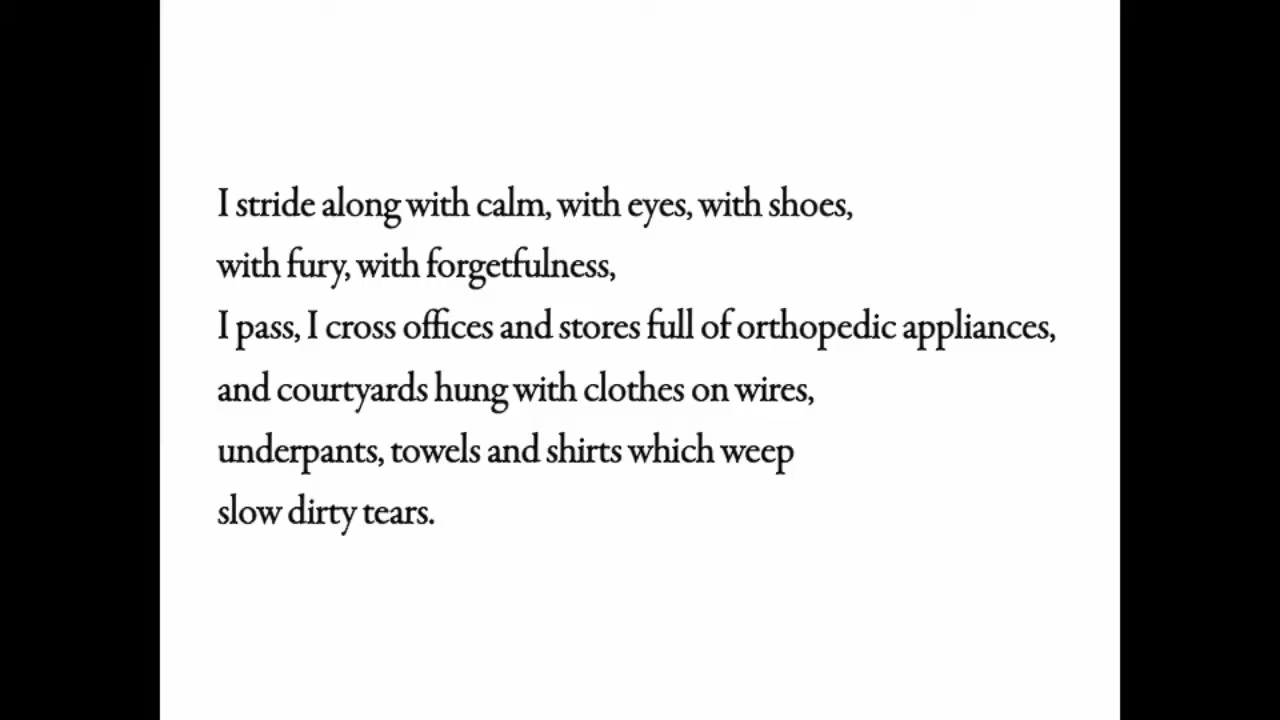 I stride along with calm, with eyes, with shoes,
with fury, with forgetfulness,
I pass, I cross offices and stores full of orthopedic appliances,
and courtyards hung with clothes on wires,
underpants, towels and shirts which weep
slow dirty tears.